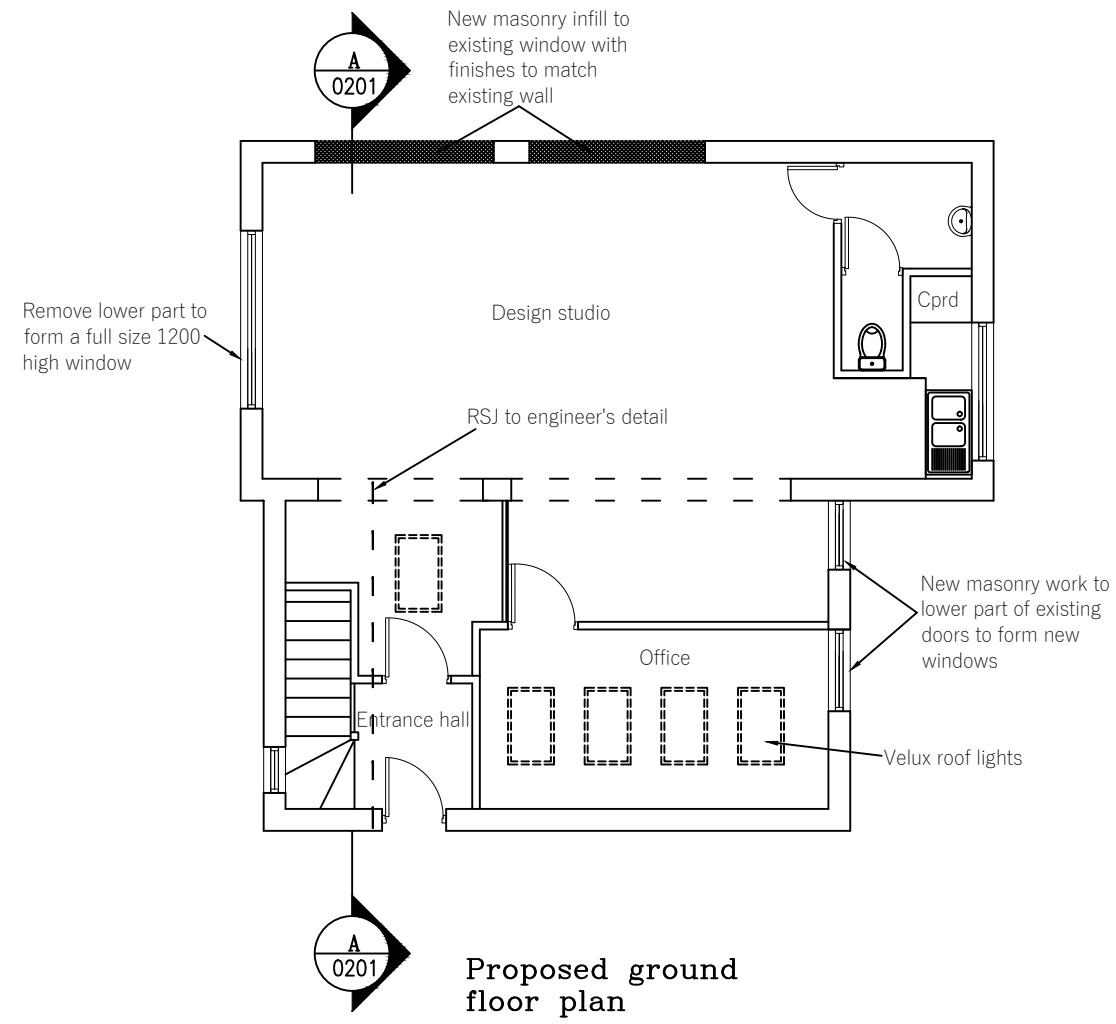 New masonry infill to
existing window with
finishes to match
existing wall
A
0201
Cprd
Design studio
Remove lower part to
form a full size 1200
high window
RSJ to engineer's detail
New masonry work to
lower part of existing
doors to form new
windows
Office
Entrance hall
Velux roof lights
A
0201
Proposed ground
floor plan